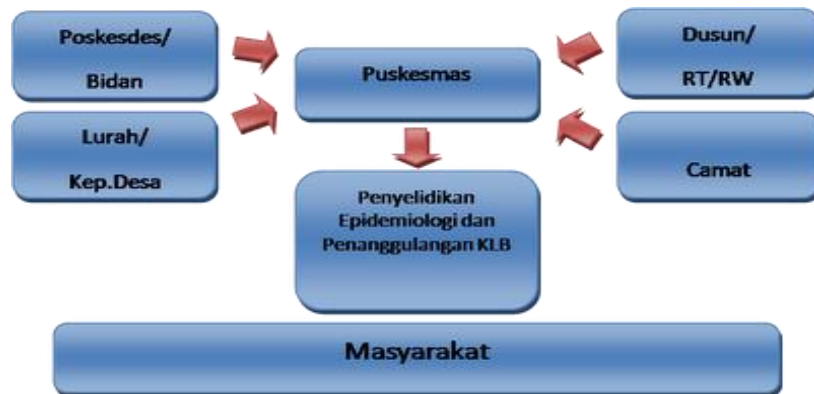 Poskesdes/
Bidan
Lurah/
Kep.Desa
Puskesmas
Penyelidikan
Epidemiologi dan
Penanggulangan KLB
Dusun/
RT/RW
Camat
Masyarakat